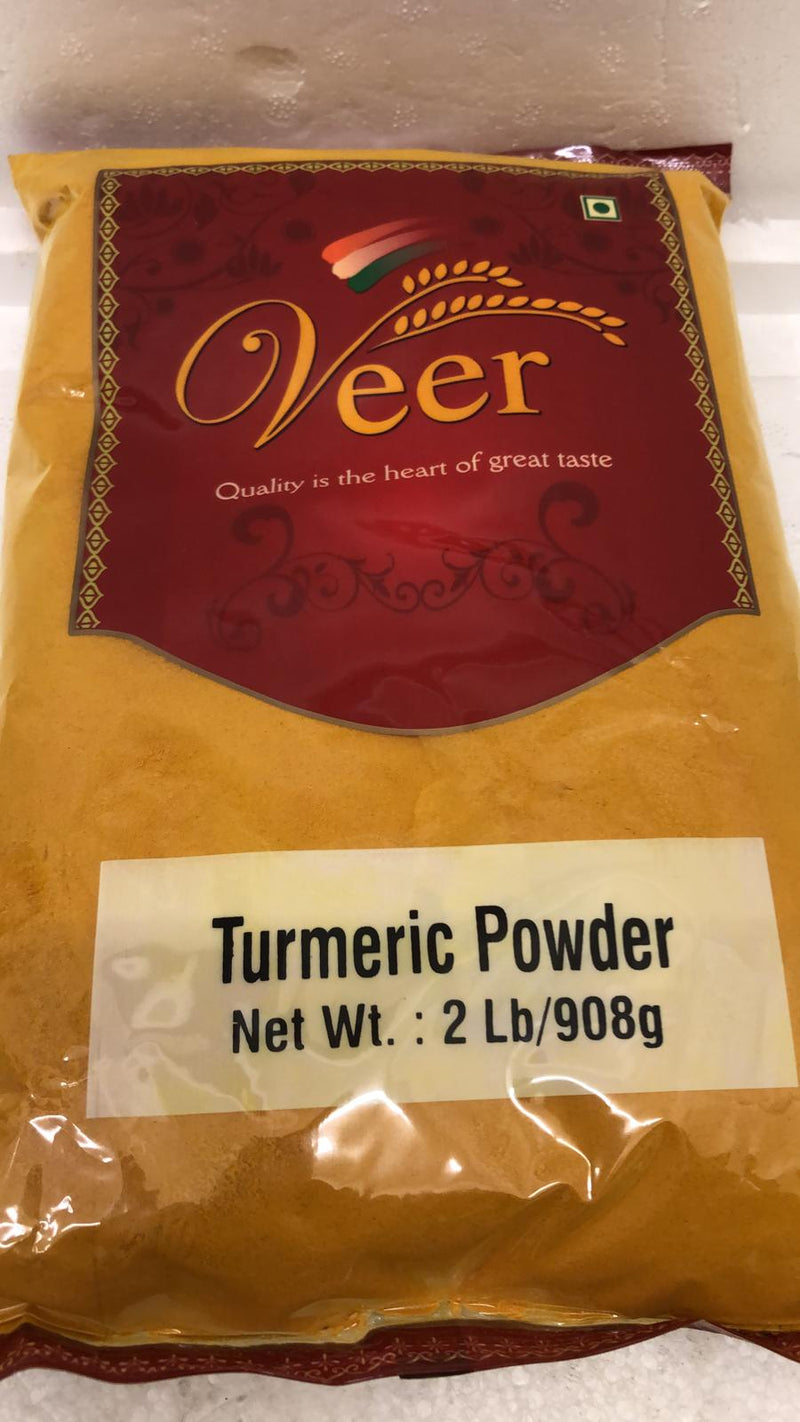 Veer
Quality is the heart of great taste
Turmeric Powder
Net Wt. : 2 Lb/908g